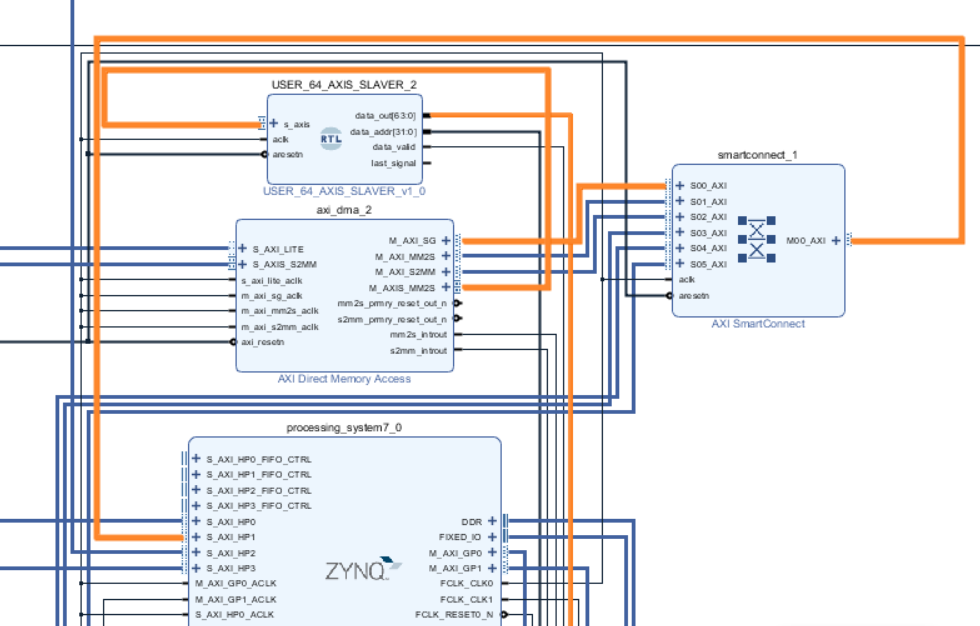 USER_64_AXIS_SLAVER_2
s_axis
aclk
aresetn
RTL
data_out[63:0]
data_addr[31:0]
data_valid
last_signal
USER_64_AXIS_SLAVER_v1_0
axi_dma_2
S_AXI_LITE
S_AXIS_S2MM
s_axi_lite_aclk
m_axi_sg_aclk
m_axi_mm2s_aclk
m_axi_s2mm_aclk
axi_resetn
M_AXI_SG
M_AXI_MM2S
M_AXI_S2MM
M_AXIS_MM2S
mm2s_prmry_reset_out_n
s2mm_prmry_reset_out_n
mm2s_introut
s2mm_introut
AXI Direct Memory Access
smartconnect_1
S00_AXI
S01_AXI
S02_AXI
S03_AXI
S04_AXI
S05_AXI
aclk
aresetn
M00_AXI
AXI SmartConnect
processing_system7_0
S_AXI_HP0_FIFO_CTRL
S_AXI_HP1_FIFO_CTRL
S_AXI_HP2_FIFO_CTRL
S_AXI_HP3_FIFO_CTRL
S_AXI_HP0
S_AXI_HP1
S_AXI_HP2
S_AXI_HP3
M_AXI_GP0_ACLK
M_AXI_GP1_ACLK
S_AXI_HP0_ACLK
ZYNQ
DDR
FIXED_IO
M_AXI_GP0
M_AXI_GP1
FCLK_CLK0
FCLK_CLK1
FCLK_RESET0_N